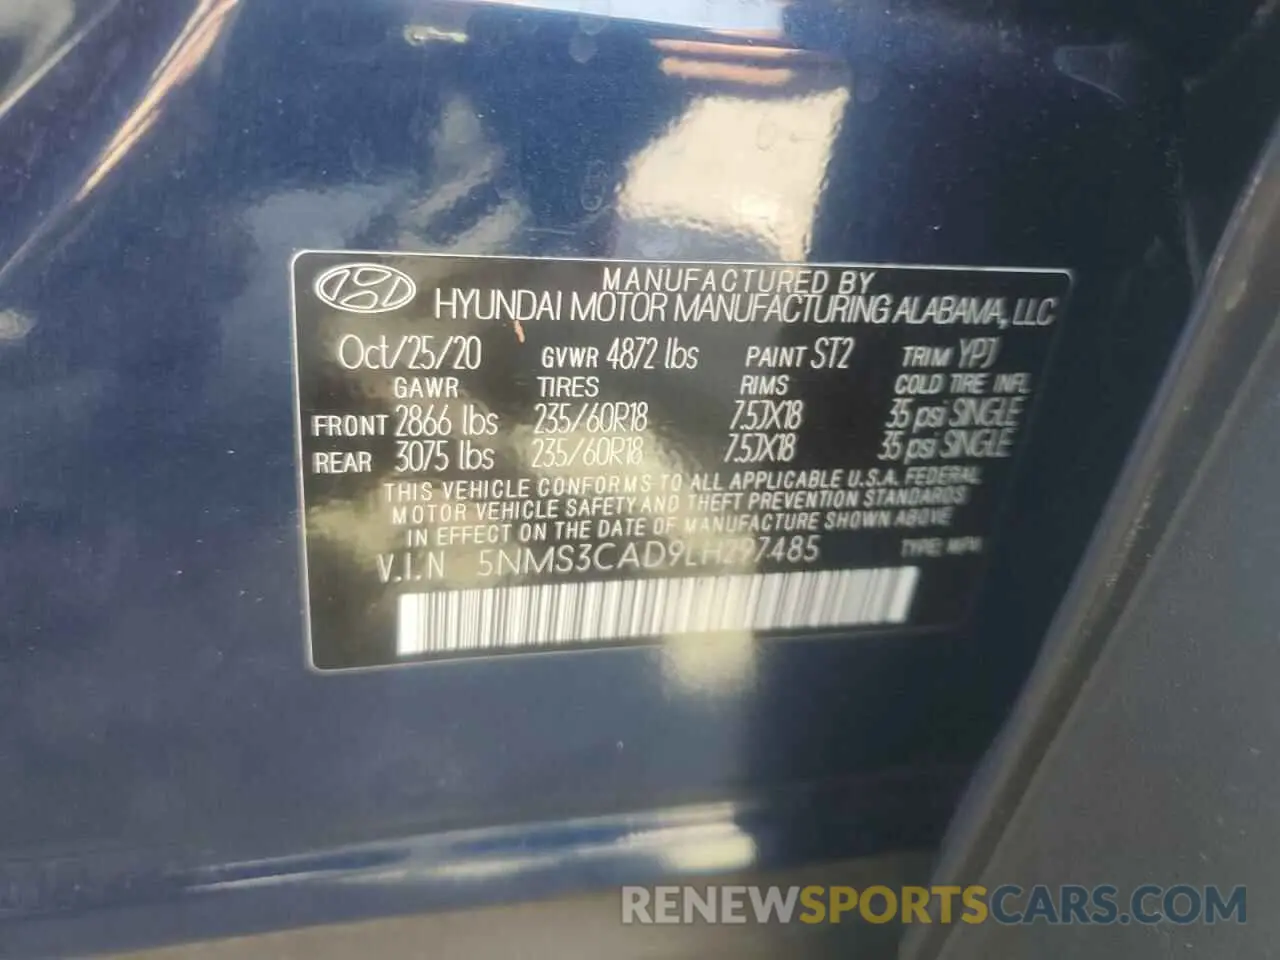 MANUFACTURED BY
HYUNDAI MOTOR MANUFACTURING ALABAMA, LLC
Oct/25/20 GVWR 4872 lbs PAINT ST2 TRIM YPJ
GAWR TIRES RIMS COLD TIRE INFL
FRONT 2866 lbs 235/60R18 7.5JX18 35 psi SINGLE
REAR 3075 lbs 235/60R18 7.5JX18 35 psi SINGLE
THIS VEHICLE CONFORMS TO ALL APPLICABLE U.S.A. FEDERAL
MOTOR VEHICLE SAFETY AND THEFT PREVENTION STANDARDS
IN EFFECT ON THE DATE OF MANUFACTURE SHOWN ABOVE
V.I.N 5NMS3CAD9LH297485 TYPE: MPV
RENEWSPORTSCARS.COM